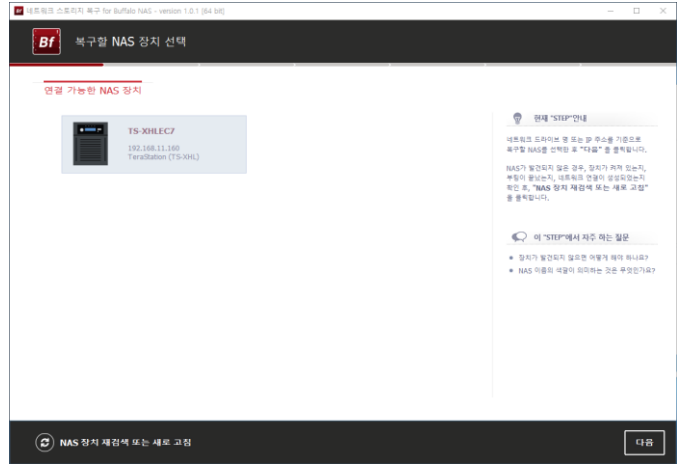 Bf 네트워크 스토리지 복구 for Buffalo NAS - version 1.0.1 [64 bit]
Bf 복구할 NAS 장치 선택
연결 가능한 NAS 장치
TS-XHLEC7
192.168.11.160
TeraStation (TS-XHL)
현재 "STEP"안내
네트워크 드라이브 명 또는 IP 주소를 기준으로
복구할 NAS를 선택한 후 "다음" 을 클릭합니다.
NAS가 발견되지 않은 경우, 장치가 켜져 있는지,
부팅이 끝났는지, 네트워크 연결이 생성되었는지
확인 후, "NAS 장치 재검색 또는 새로 고침"
을 클릭합니다.
이 "STEP"에서 자주 하는 질문
장치가 발견되지 않으면 어떻게 해야 하나요?
NAS 이름의 색깔이 의미하는 것은 무엇인가요?
NAS 장치 재검색 또는 새로 고침
다음